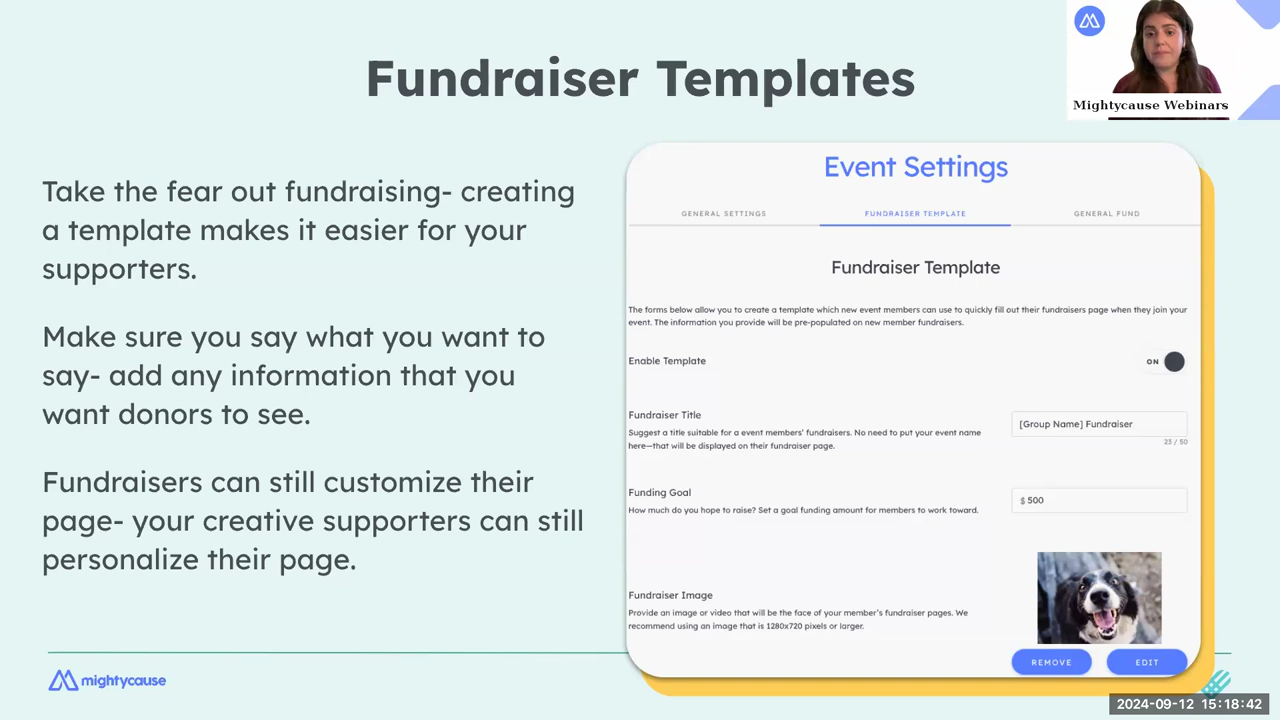 Fundraiser Templates
Mightycause Webinars
Take the fear out fundraising- creating
a template makes it easier for your
supporters.
Make sure you say what you want to
say- add any information that you
want donors to see.
Fundraisers can still customize their
page- your creative supporters can still
personalize their page.
Event Settings
GENERAL SETTINGS
FUNDRAISER TEMPLATE
GENERAL FUND
Fundraiser Template
The forms below allow you to create a template which new event members can use to quickly fill out their fundraisers page when they join your
event. The information you provide will be pre-populated on new member fundraisers.
Enable Template
ON
Fundraiser Title
Suggest a title suitable for a event members' fundraisers. No need to put your event name
here—that will be displayed on their fundraiser page.
[Group Name] Fundraiser
23 / 50
Funding Goal
How much do you hope to raise? Set a goal funding amount for members to work toward.
$ 500
Fundraiser Image
Provide an image or video that will be the face of your member's fundraiser pages. We
recommend using an image that is 1280x720 pixels or larger.
REMOVE
EDIT
mightycause
2024-09-12 15:18:42